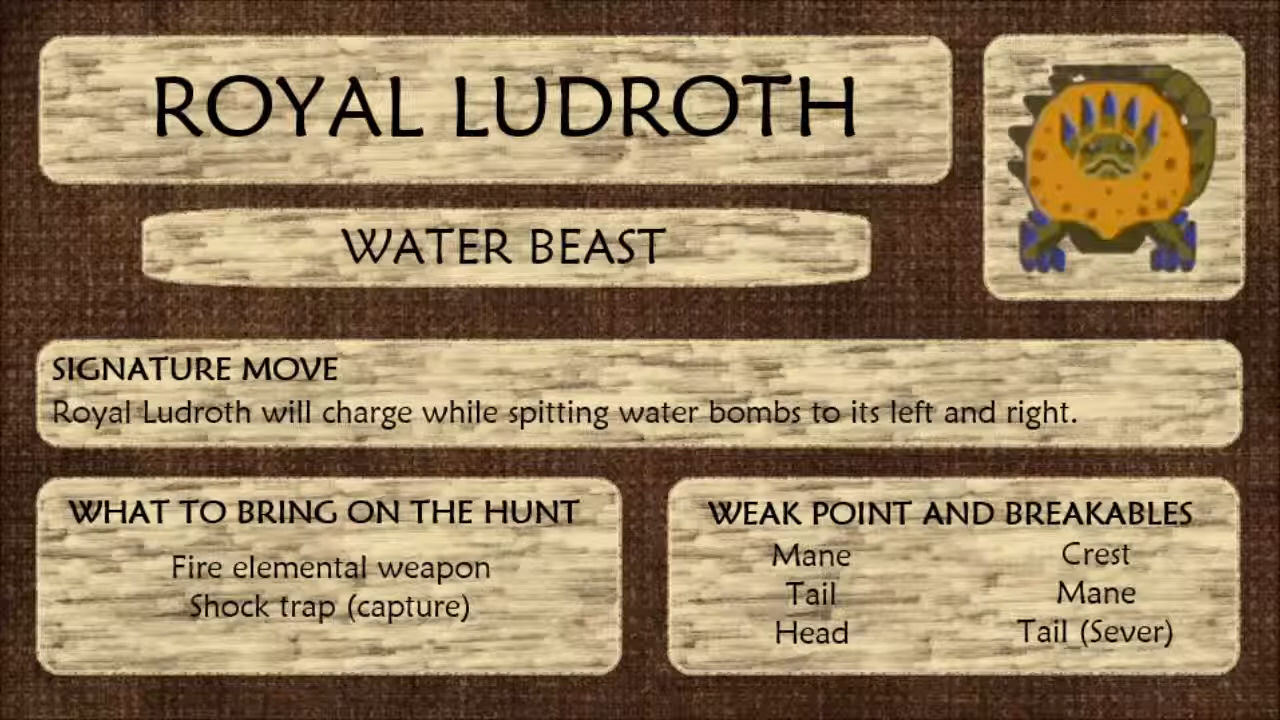 ROYAL LUDROTH
WATER BEAST
SIGNATURE MOVE
Royal Ludroth will charge while spitting water bombs to its left and right.
WHAT TO BRING ON THE HUNT
Fire elemental weapon
Shock trap (capture)
WEAK POINT AND BREAKABLES
Mane Crest
Tail Mane
Head Tail (Sever)